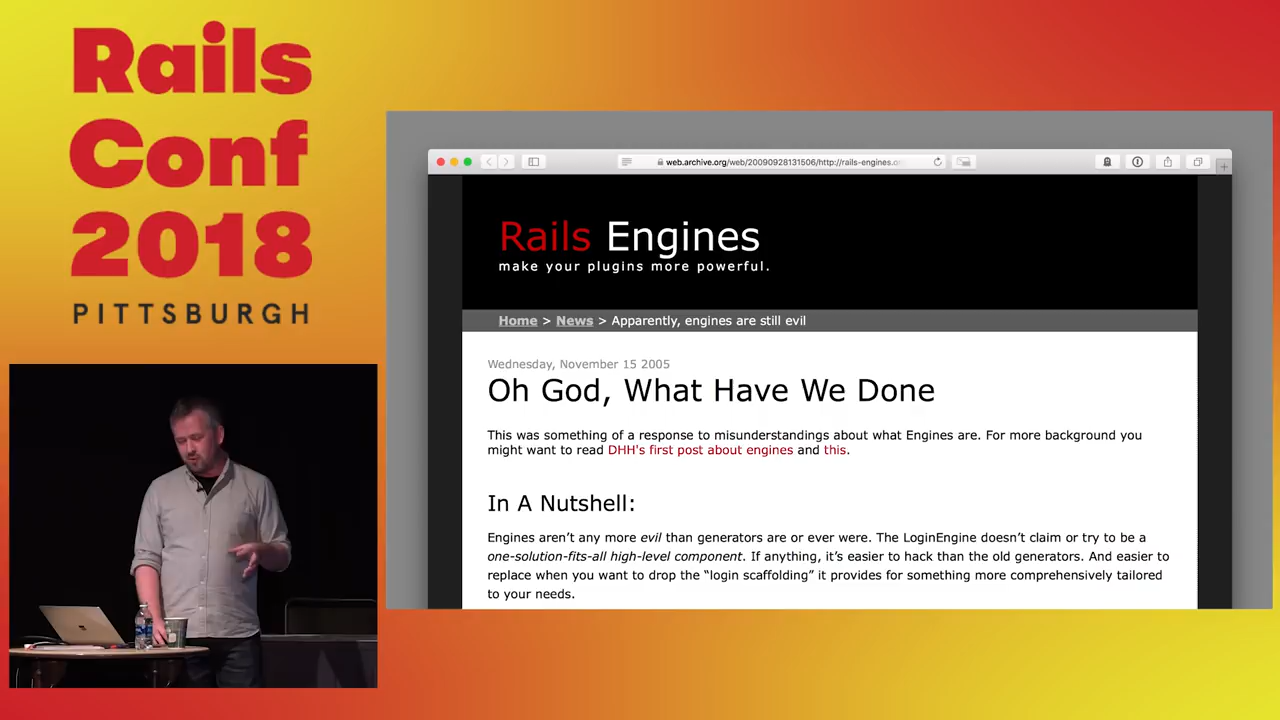 Rails
Conf
2018
PITTSBURGH
web.archive.org/web/20090928131506/http://rails-engines.o
Rails Engines
make your plugins more powerful.
Home > News > Apparently, engines are still evil
Wednesday, November 15 2005
Oh God, What Have We Done
This was something of a response to misunderstandings about what Engines are. For more background you
might want to read DHH's first post about engines and this.
In A Nutshell:
Engines aren't any more evil than generators are or ever were. The LoginEngine doesn't claim or try to be a
one-solution-fits-all high-level component. If anything, it's easier to hack than the old generators. And easier to
replace when you want to drop the “login scaffolding” it provides for something more comprehensively tailored
to your needs.